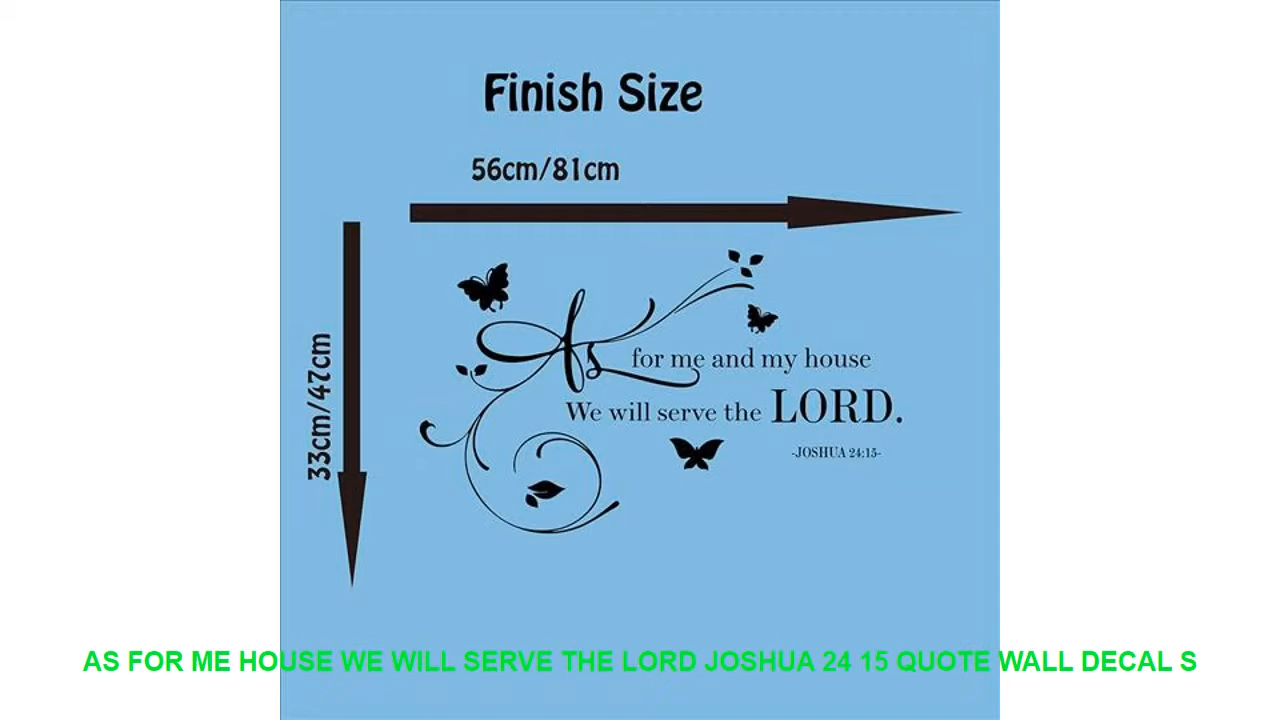 Finish Size
56cm/81cm
33cm/47cm
As for me and my house
We will serve the LORD.
-JOSHUA 24:15-
AS FOR ME HOUSE WE WILL SERVE THE LORD JOSHUA 24 15 QUOTE WALL DECAL S